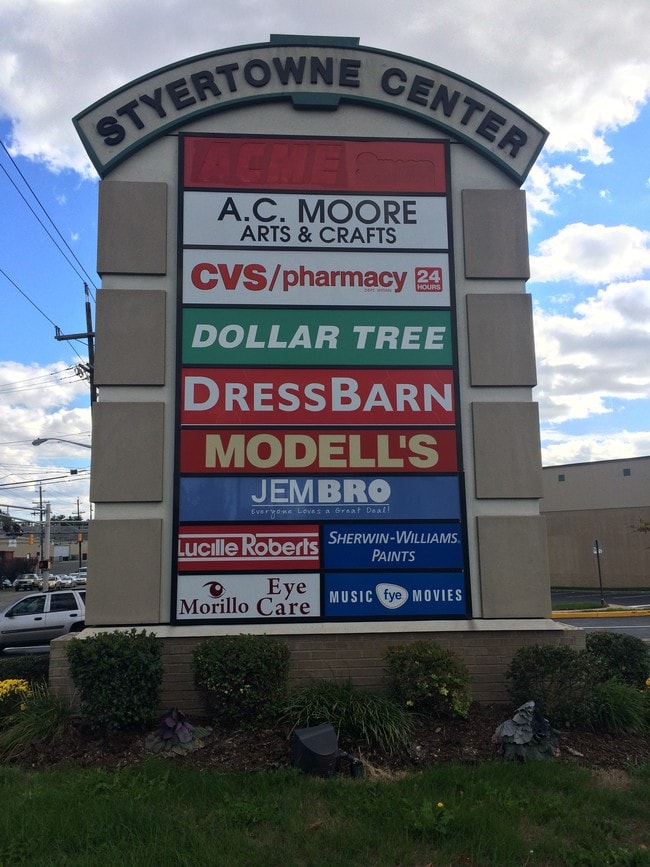 STYERTOWNE CENTER
ACME
A.C. MOORE
ARTS & CRAFTS
CVS/pharmacy 24 HOURS
DOLLAR TREE
DRESSBARN
MODELL'S
JEMBRO
Everyone Loves a Great Deal!
Lucille Roberts
SHERWIN-WILLIAMS.
PAINTS
Morillo Eye Care
MUSIC fye MOVIES